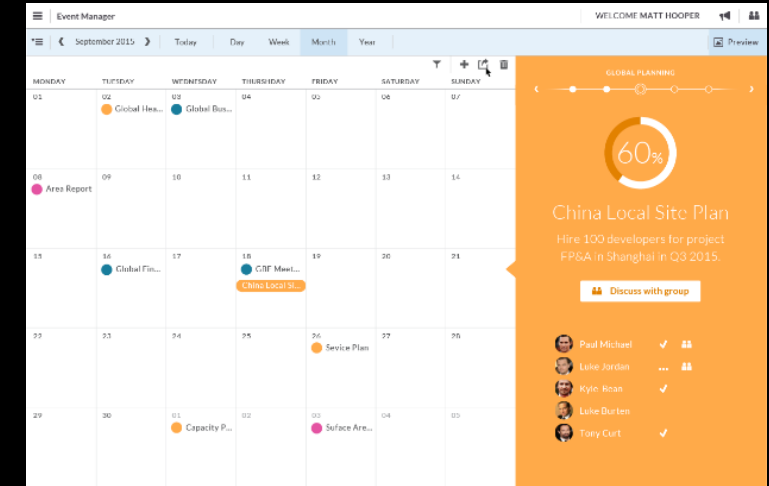 Event Manager
WELCOME MATT HOOPER
September 2015
Today
Day
Week
Month
Year
Preview
MONDAY TUESDAY WEDNESDAY THURSHDAY FRIDAY SATURDAY SUNDAY
01 02 03 04 05 06 07
Global Hea... Global Bus...
08 09 10 11 12 13 14
Area Report
15 16 17 18 19 20 21
Global Fin... GBF Meet...
China Local Si...
22 23 24 25 26 27 28
Sevice Plan
29 30 01 02 03 04 05
Capacity P... Suface Are...
GLOBAL PLANNING
60%
China Local Site Plan
Hire 100 developers for project
FP&A in Shanghai in Q3 2015.
Discuss with group
Paul Michael
Luke Jordan ...
Kyle Bean
Luke Burten
Tony Curt